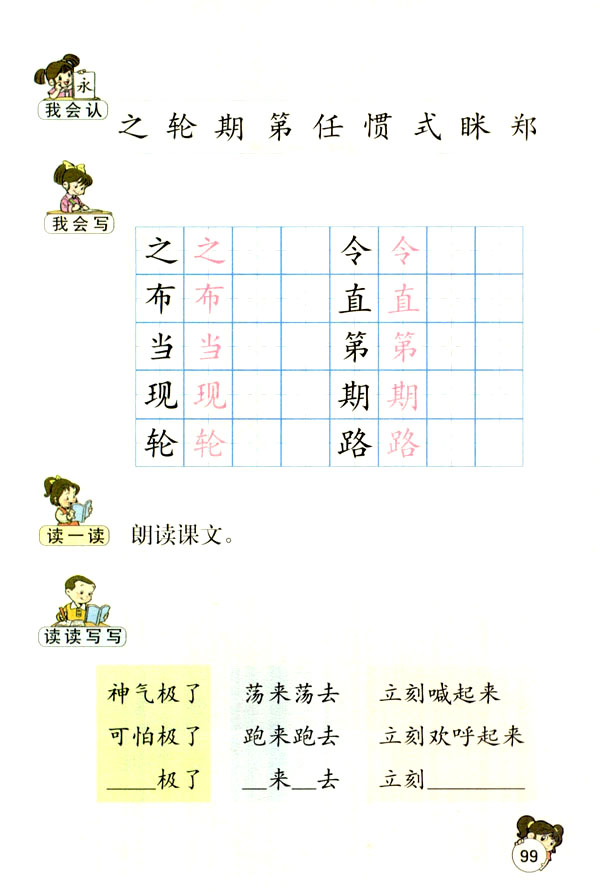 永
我会认
之 轮 期 第 任 惯 式 眯 郑
我会写
之 之 令 令
布 布 直 直
当 当 第 第
现 现 期 期
轮 轮 路 路
读一读 朗读课文。
读读写写
神气极了 荡来荡去 立刻喊起来
可怕极了 跑来跑去 立刻欢呼起来
____极了 __来__去 立刻________
99